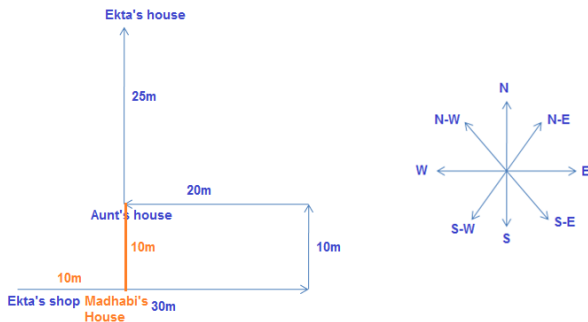 Ekta's house
25m
N
N-W
N-E
W
E
S-W
S-E
S
20m
Aunt's house
10m
10m
10m
Ekta's shop
Madhabi's
House
30m